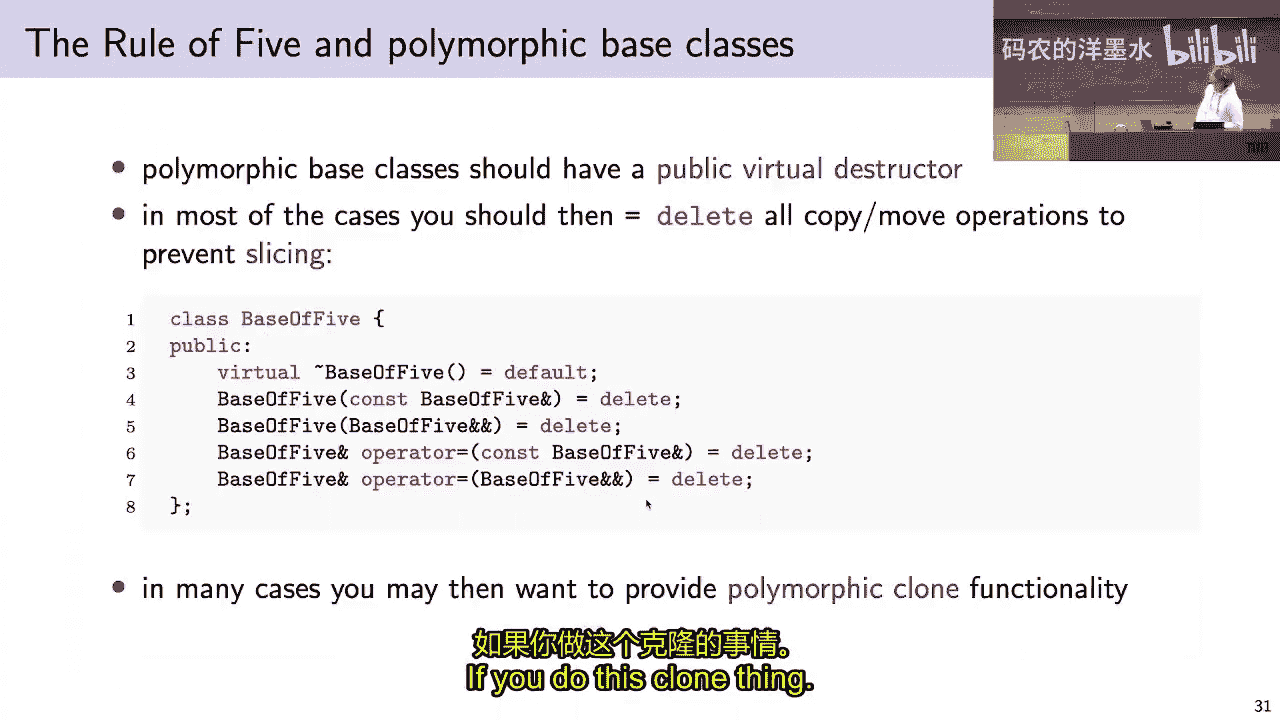 The Rule of Five and polymorphic base classes
码农的洋墨水 bilibili
• polymorphic base classes should have a public virtual destructor
• in most of the cases you should then = delete all copy/move operations to
prevent slicing:
1 class BaseOfFive {
2 public:
3 virtual ~BaseOfFive() = default;
4 BaseOfFive(const BaseOfFive&) = delete;
5 BaseOfFive(BaseOfFive&&) = delete;
6 BaseOfFive& operator=(const BaseOfFive&) = delete;
7 BaseOfFive& operator=(BaseOfFive&&) = delete;
8 };
• in many cases you may then want to provide polymorphic clone functionality
如果你做这个克隆的事情。
If you do this clone thing.
31